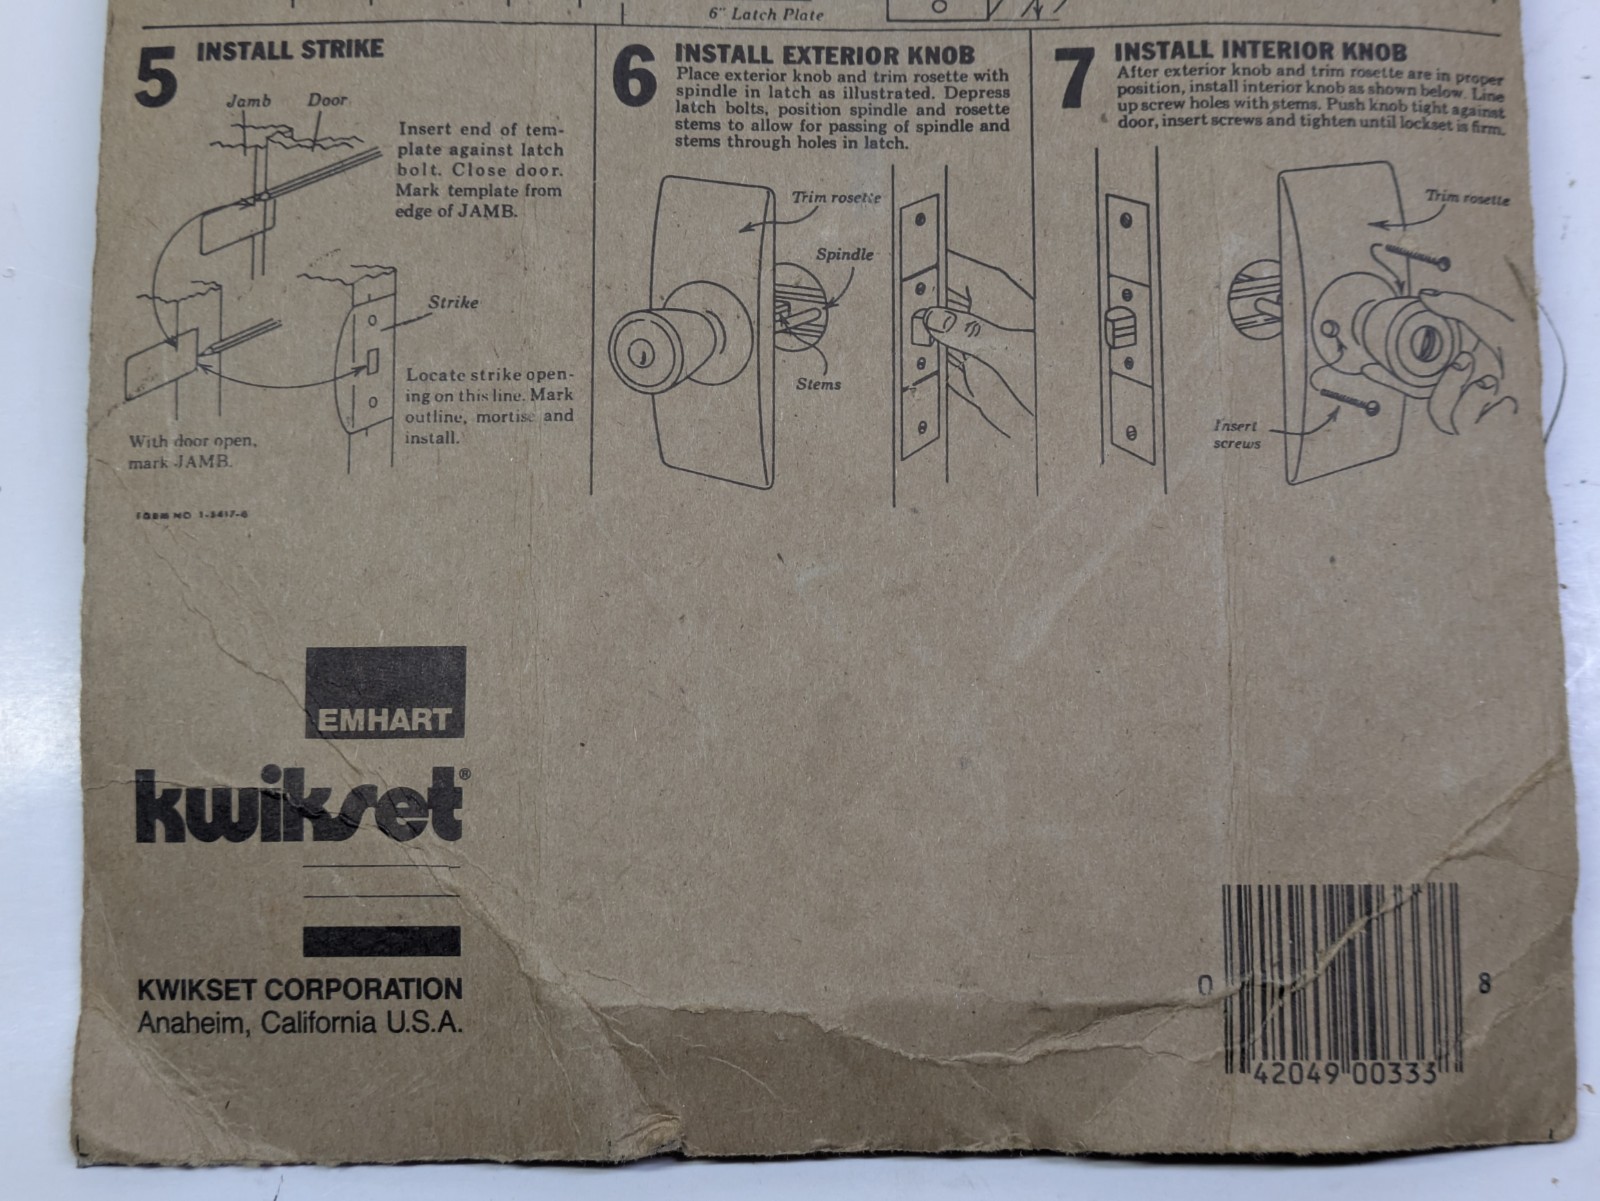 6" Latch Plate
5 INSTALL STRIKE
Jamb Door
Insert end of tem-
plate against latch
bolt. Close door.
Mark template from
edge of JAMB.
Strike
Locate strike open-
ing on this line. Mark
outline, mortise and
install.
With door open,
mark JAMB.
FORM NO 1-5417-6
6 INSTALL EXTERIOR KNOB
Place exterior knob and trim rosette with
spindle in latch as illustrated. Depress
latch bolts, position spindle and rosette
stems to allow for passing of spindle and
stems through holes in latch.
Trim rosette
Spindle
Stems
7 INSTALL INTERIOR KNOB
After exterior knob and trim rosette are in proper
position, install interior knob as shown below. Line
up screw holes with stems. Push knob tight against
door, insert screws and tighten until lockset is firm.
Trim rosette
Insert
screws
EMHART
kwikset®
KWIKSET CORPORATION
Anaheim, California U.S.A.
0 42049 00333 8